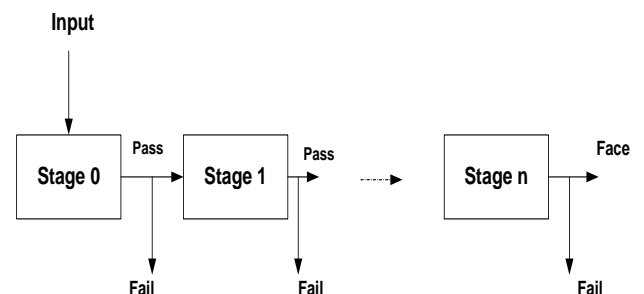 Input
Pass
Pass
Face
Stage 0
Stage 1
Stage n
Fail
Fail
Fail